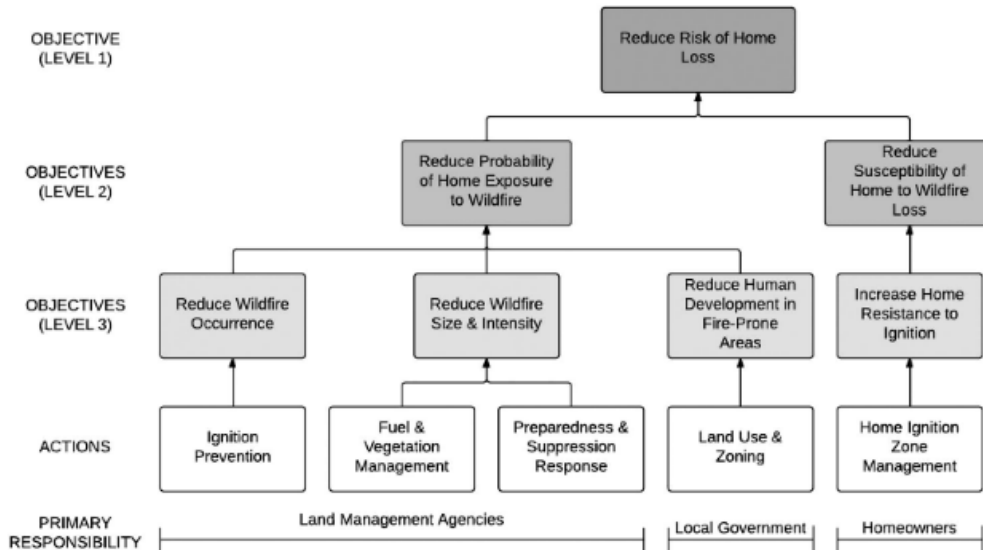 OBJECTIVE
(LEVEL 1)
Reduce Risk of Home
Loss
OBJECTIVES
(LEVEL 2)
Reduce Probability
of Home Exposure
to Wildfire
Reduce
Susceptibility of
Home to Wildfire
Loss
OBJECTIVES
(LEVEL 3)
Reduce Wildfire
Occurrence
Reduce Wildfire
Size & Intensity
Reduce Human
Development in
Fire-Prone
Areas
Increase Home
Resistance to
Ignition
ACTIONS
Ignition
Prevention
Fuel &
Vegetation
Management
Preparedness &
Suppression
Response
Land Use &
Zoning
Home Ignition
Zone
Management
PRIMARY
RESPONSIBILITY
Land Management Agencies
Local Government
Homeowners